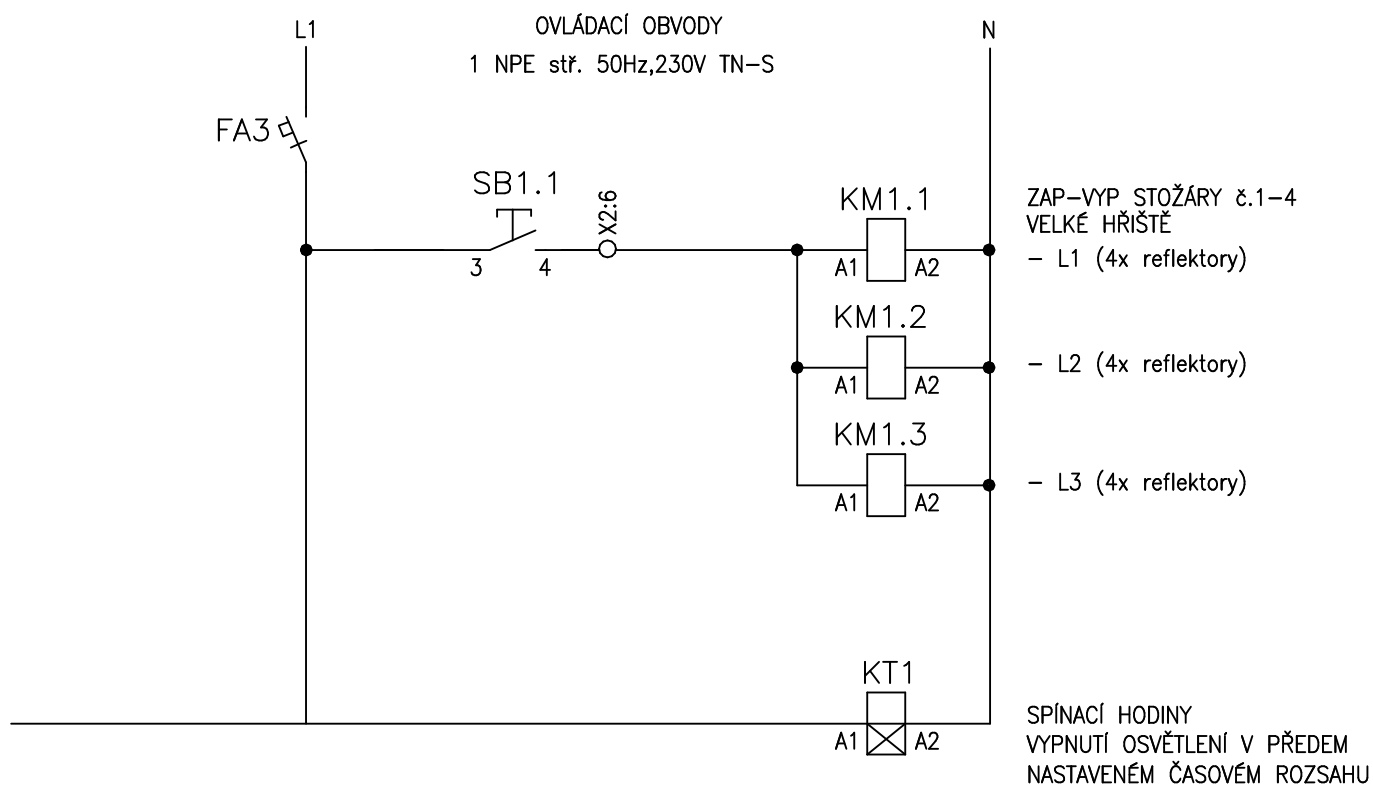 L1
OVLÁDACÍ OBVODY
N
1 NPE stř. 50Hz,230V TN-S
FA3
SB1.1
3
4
X2:6
KM1.1
A1
A2
ZAP-VYP STOŽÁRY č.1-4
VELKÉ HŘIŠTĚ
- L1 (4x reflektory)
KM1.2
A1
A2
- L2 (4x reflektory)
KM1.3
A1
A2
- L3 (4x reflektory)
KT1
A1
A2
SPÍNACÍ HODINY
VYPNUTÍ OSVĚTLENÍ V PŘEDEM
NASTAVENÉM ČASOVÉM ROZSAHU